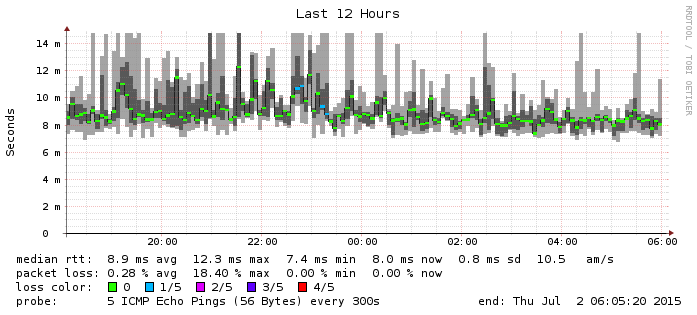 Last 12 Hours
RRDTOOL / TOBI OETIKER
Seconds
14 m
12 m
10 m
8 m
6 m
4 m
2 m
0
20:00 22:00 00:00 02:00 04:00 06:00
median rtt: 8.9 ms avg 12.3 ms max 7.4 ms min 8.0 ms now 0.8 ms sd 10.5 am/s
packet loss: 0.28 % avg 18.40 % max 0.00 % min 0.00 % now
loss color: 0 1/5 2/5 3/5 4/5
probe: 5 ICMP Echo Pings (56 Bytes) every 300s end: Thu Jul 2 06:05:20 2015